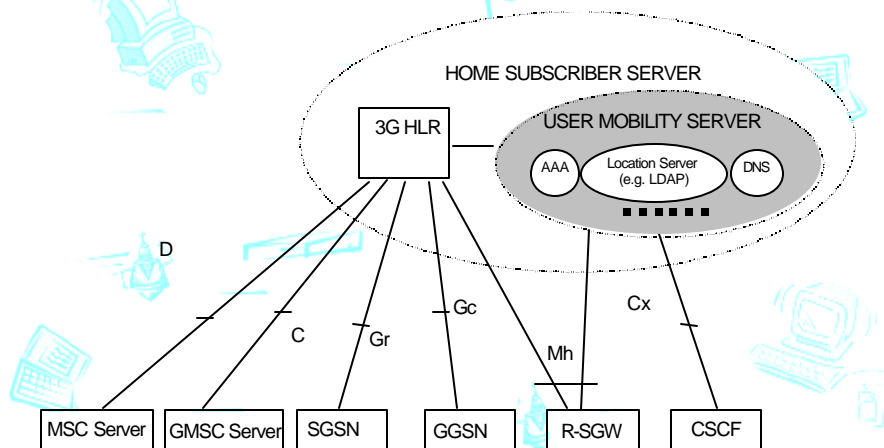 HOME SUBSCRIBER SERVER
3G HLR
USER MOBILITY SERVER
AAA
Location Server
(e.g. LDAP)
DNS
D
C
Gr
Gc
Mh
Cx
MSC Server
GMSC Server
SGSN
GGSN
R-SGW
CSCF